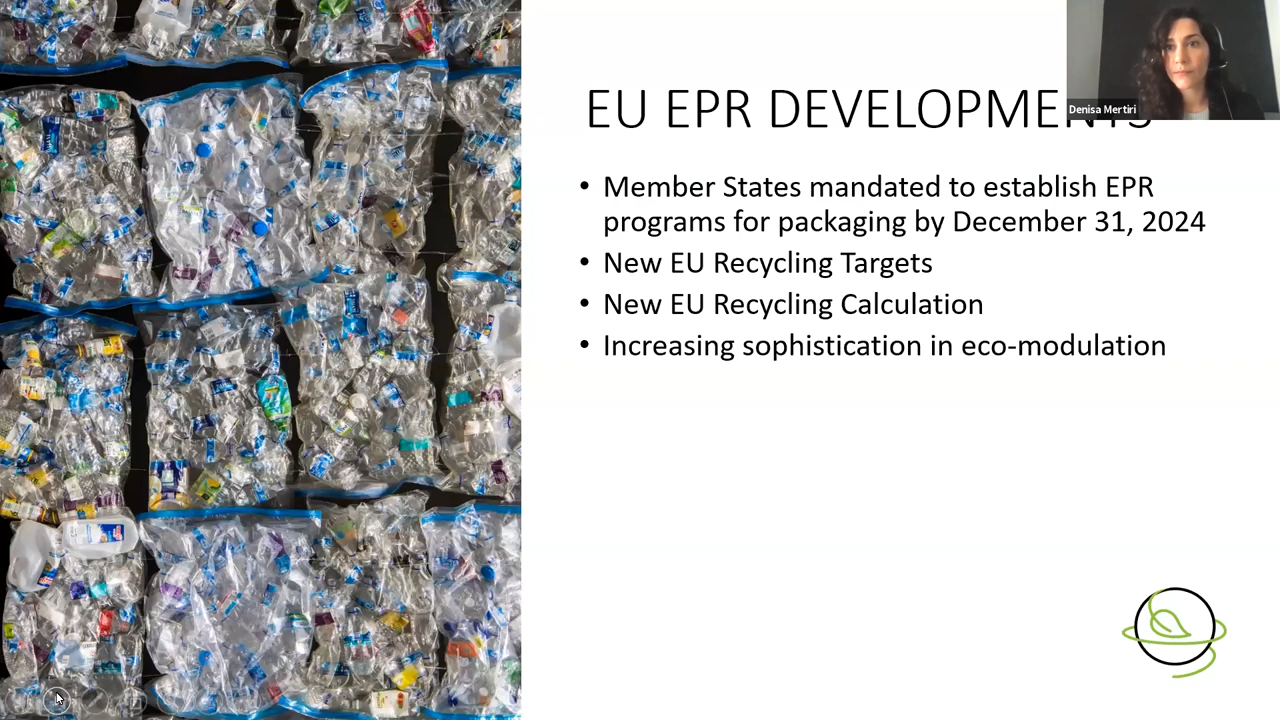 EU EPR DEVELOPMENTS
Denisa Mertiri
• Member States mandated to establish EPR
programs for packaging by December 31, 2024
• New EU Recycling Targets
• New EU Recycling Calculation
• Increasing sophistication in eco-modulation